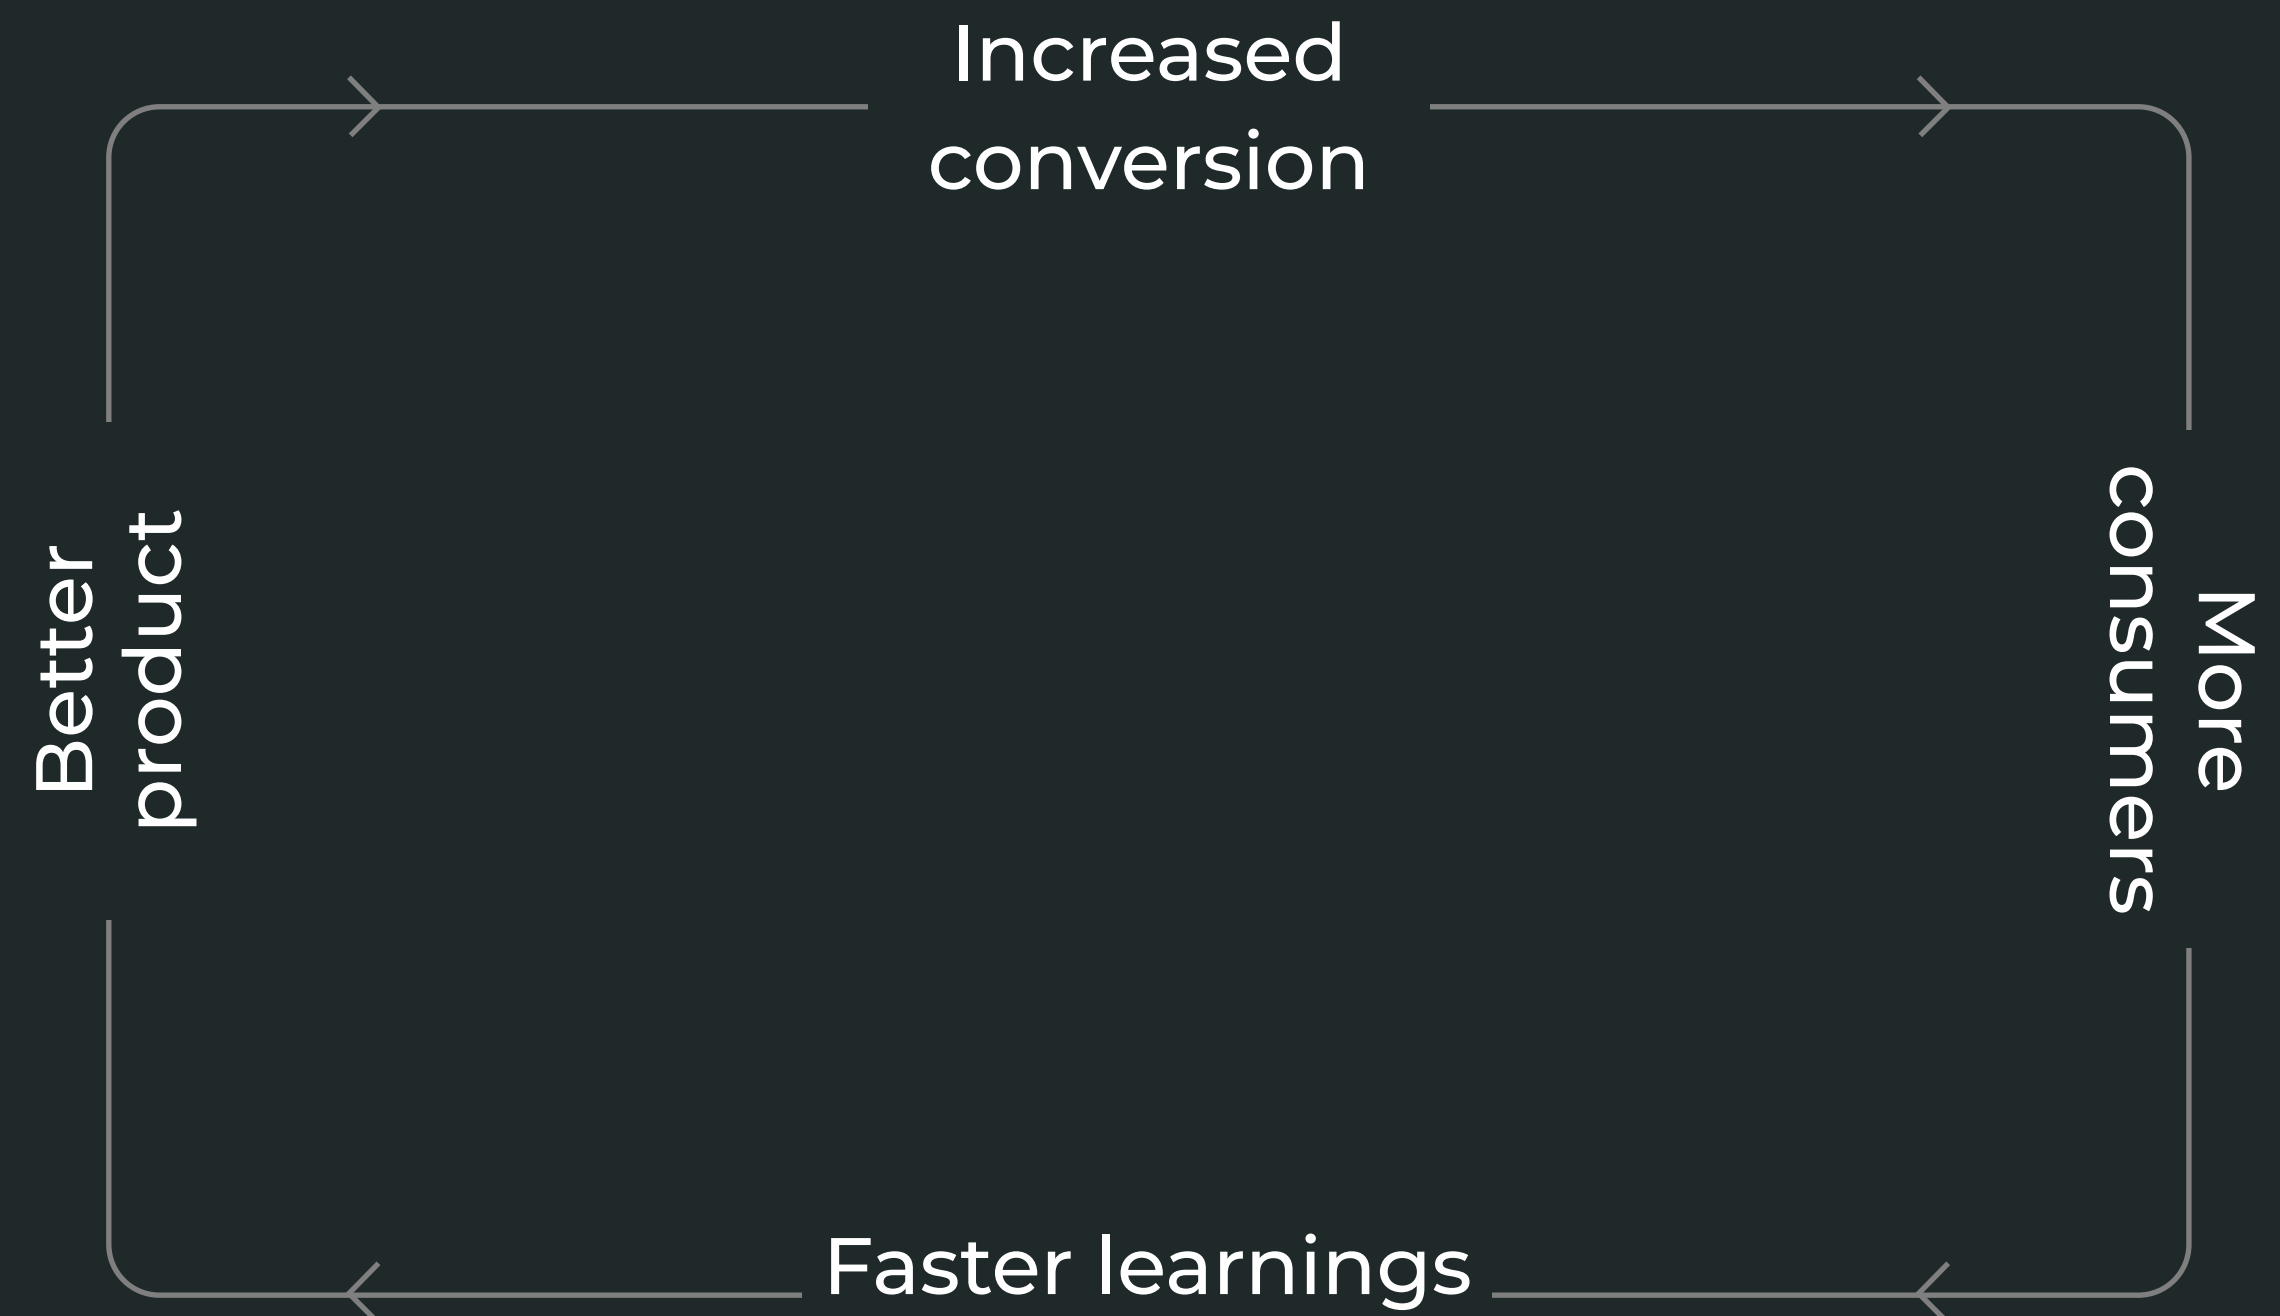 Increased
conversion
More
consumers
Faster learnings
Better
product